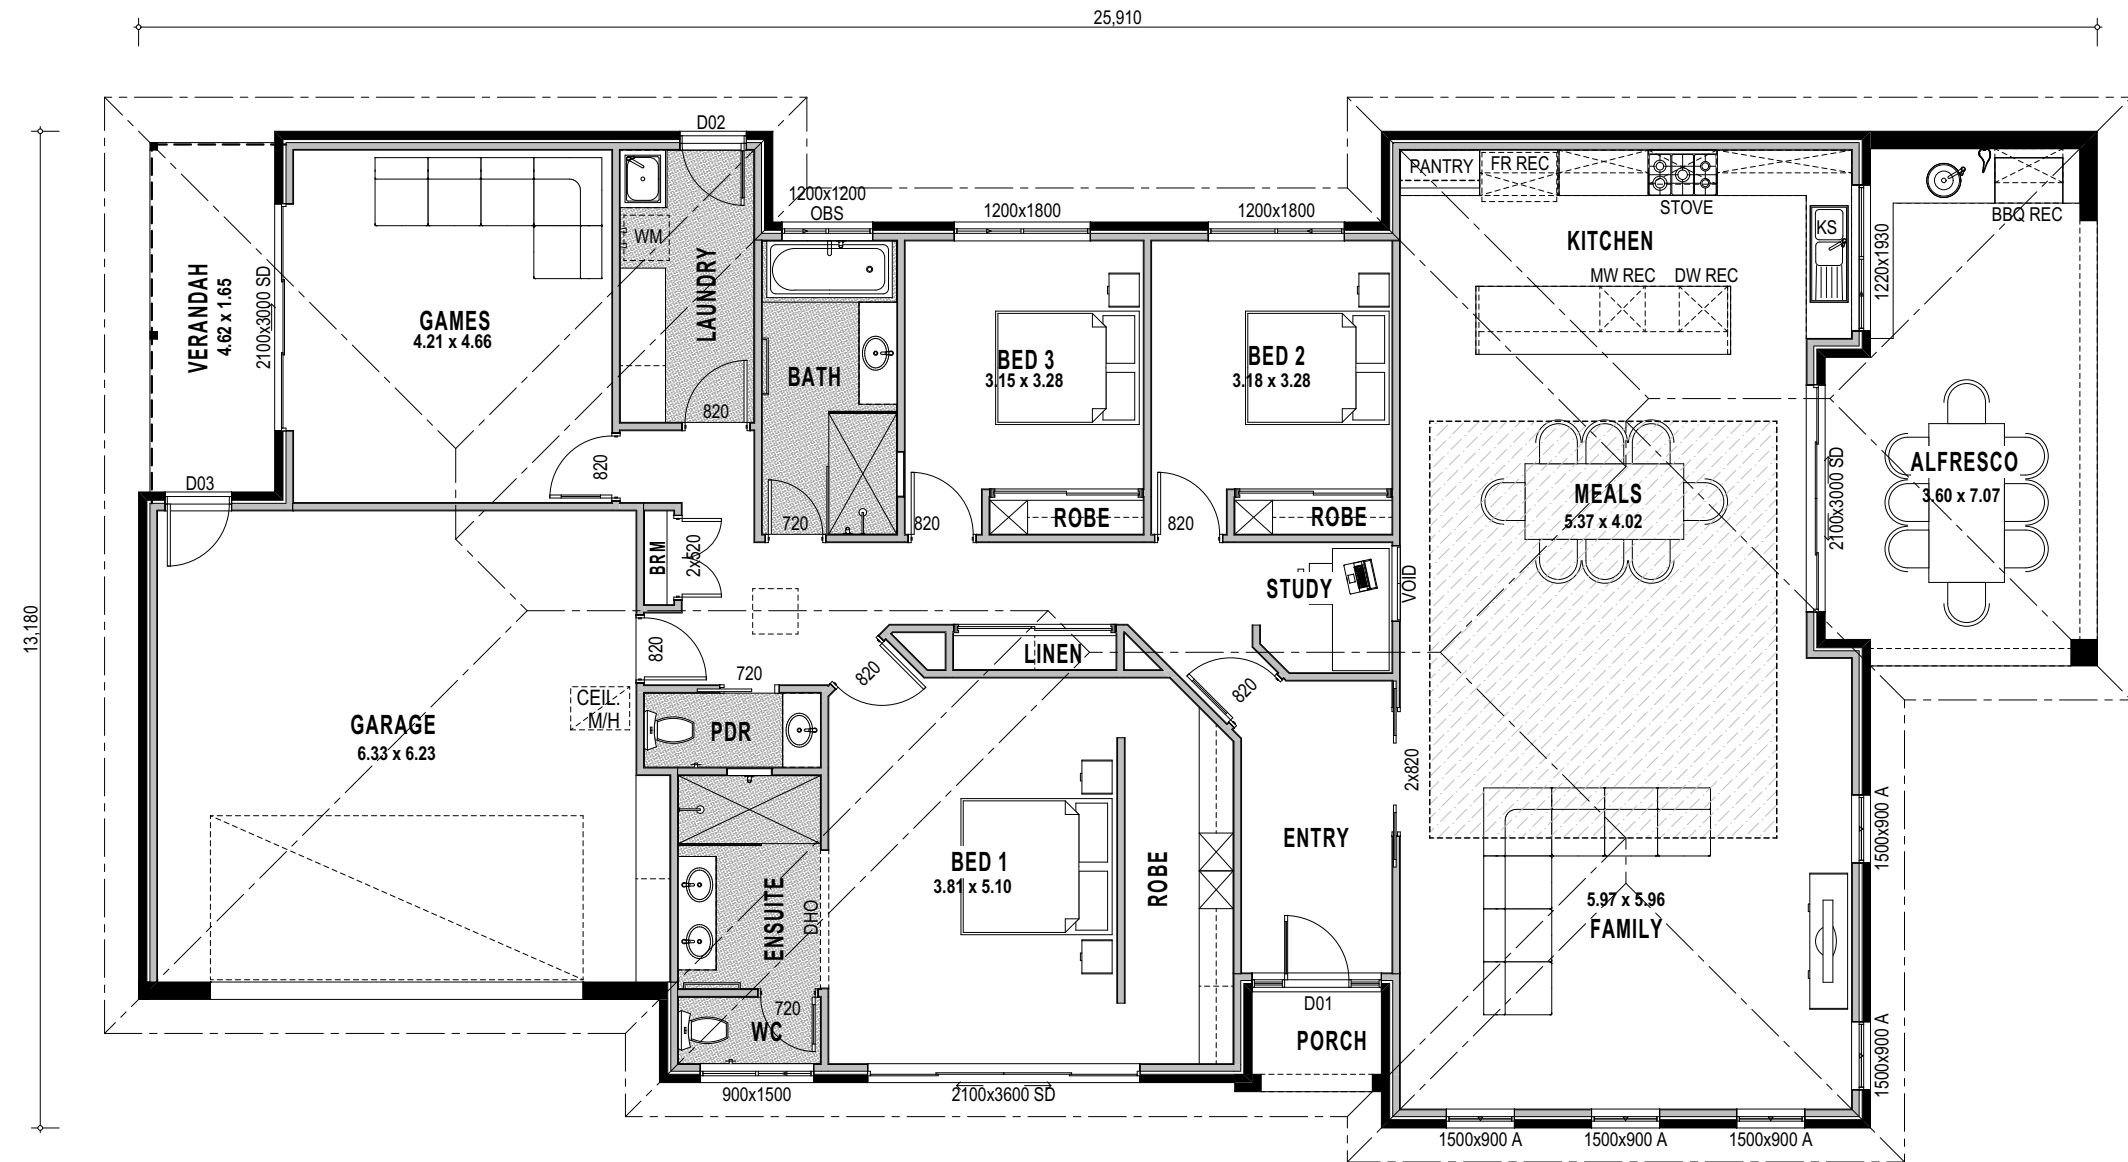 25,910
13,180
D02
1200x1200
OBS
1200x1800
1200x1800
PANTRY
FR REC
STOVE
KITCHEN
KS
MW REC
DW REC
1220x1930
BBQ REC
VERANDAH
4.62 x 1.65
2100x3000 SD
GAMES
4.21 x 4.66
WM
LAUNDRY
820
BATH
BED 3
3.15 x 3.28
BED 2
3.18 x 3.28
MEALS
5.37 x 4.02
2100x3000 SD
ALFRESCO
3.60 x 7.07
D03
820
BRM
2x520
720
820
ROBE
820
ROBE
STUDY
VOID
820
LINEN
820
820
720
CEIL.
M/H
PDR
GARAGE
6.33 x 6.23
2x820
ENTRY
BED 1
3.81 x 5.10
ROBE
ENSUITE
DHO
5.97 x 5.96
FAMILY
1500x900 A
1500x900 A
720
WC
D01
PORCH
900x1500
2100x3600 SD
1500x900 A
1500x900 A
1500x900 A